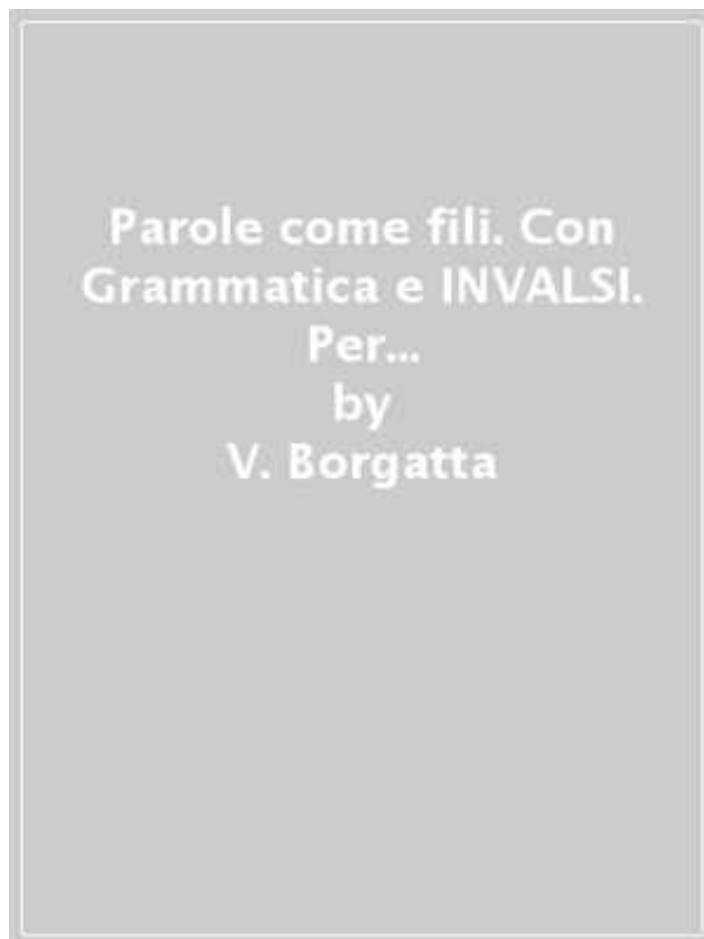 Parole come fili. Con
Grammatica e INVALSI.
Per...
by
V. Borgatta